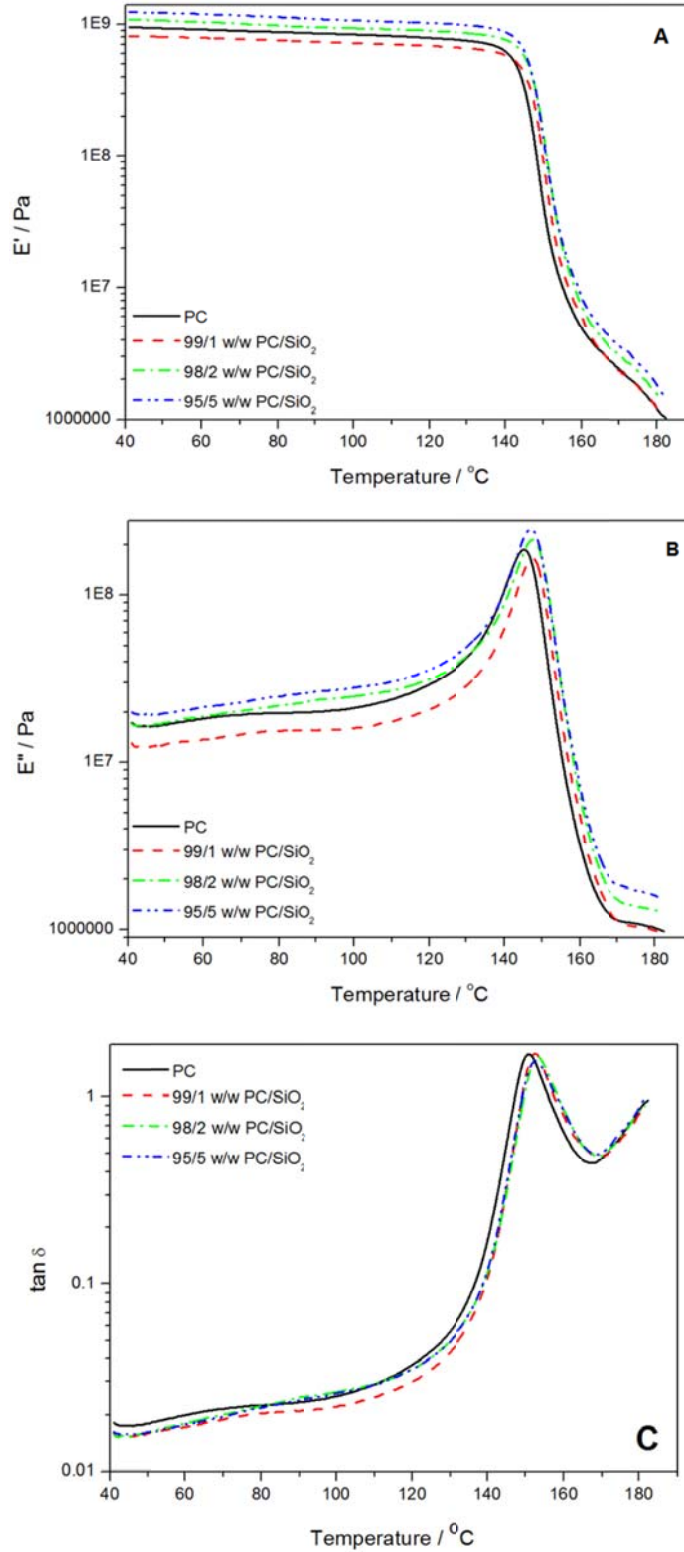 A
1E9
1E8
1E7
1000000
E' / Pa
PC
99/1 w/w PC/SiO₂
98/2 w/w PC/SiO₂
95/5 w/w PC/SiO₂
40 60 80 100 120 140 160 180
Temperature / °C
B
1E8
1E7
1000000
E" / Pa
PC
99/1 w/w PC/SiO₂
98/2 w/w PC/SiO₂
95/5 w/w PC/SiO₂
40 60 80 100 120 140 160 180
Temperature / °C
PC
99/1 w/w PC/SiO₂
98/2 w/w PC/SiO₂
95/5 w/w PC/SiO₂
1
0.1
0.01
tan δ
C
40 60 80 100 120 140 160 180
Temperature / °C